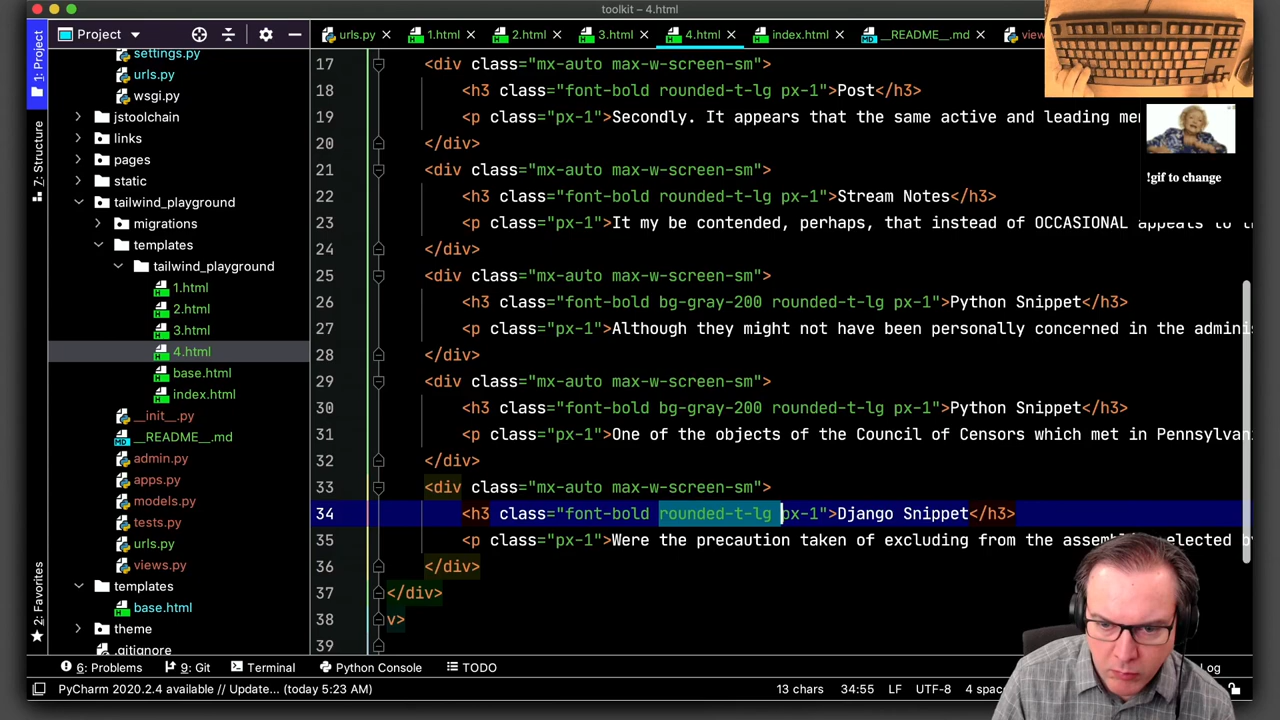 toolkit – 4.html
Project
urls.py
1.html
2.html
3.html
4.html
index.html
__README__.md
1: Project
7: Structure
2: Favorites
settings.py
urls.py
wsgi.py
jstoolchain
links
pages
static
tailwind_playground
migrations
templates
tailwind_playground
1.html
2.html
3.html
4.html
base.html
index.html
__init__.py
__README__.md
admin.py
apps.py
models.py
tests.py
urls.py
views.py
templates
base.html
theme
.gitignore
17 <div class="mx-auto max-w-screen-sm">
18 <h3 class="font-bold rounded-t-lg px-1">Post</h3>
19 <p class="px-1">Secondly. It appears that the same active and leading
20 </div>
21 <div class="mx-auto max-w-screen-sm">
22 <h3 class="font-bold rounded-t-lg px-1">Stream Notes</h3>
23 <p class="px-1">It my be contended, perhaps, that instead of OCCASIONAL appears to
24 </div>
25 <div class="mx-auto max-w-screen-sm">
26 <h3 class="font-bold bg-gray-200 rounded-t-lg px-1">Python Snippet</h3>
27 <p class="px-1">Although they might not have been personally concerned in the
28 </div>
29 <div class="mx-auto max-w-screen-sm">
30 <h3 class="font-bold bg-gray-200 rounded-t-lg px-1">Python Snippet</h3>
31 <p class="px-1">One of the objects of the Council of Censors which met in
32 </div>
33 <div class="mx-auto max-w-screen-sm">
34 <h3 class="font-bold rounded-t-lg px-1">Django Snippet</h3>
35 <p class="px-1">Were the precaution taken of excluding from the
36 </div>
37 </div>
38 v>
39
!gif to change
6: Problems
9: Git
Terminal
Python Console
TODO
Log
PyCharm 2020.2.4 available // Update... (today 5:23 AM)
13 chars
34:55
LF
UTF-8